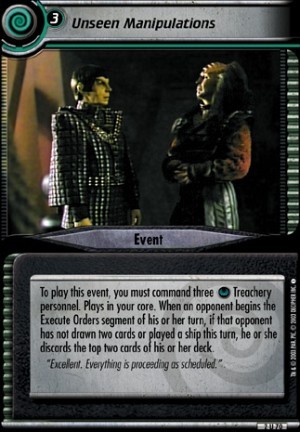 3 Unseen Manipulations
Event
To play this event, you must command three Treachery
personnel. Plays in your core. When an opponent begins the
Execute Orders segment of his or her turn, if that opponent
has not drawn two cards or played a ship this turn, he or she
discards the top two cards of his or her deck.
"Excellent. Everything is proceeding as scheduled."